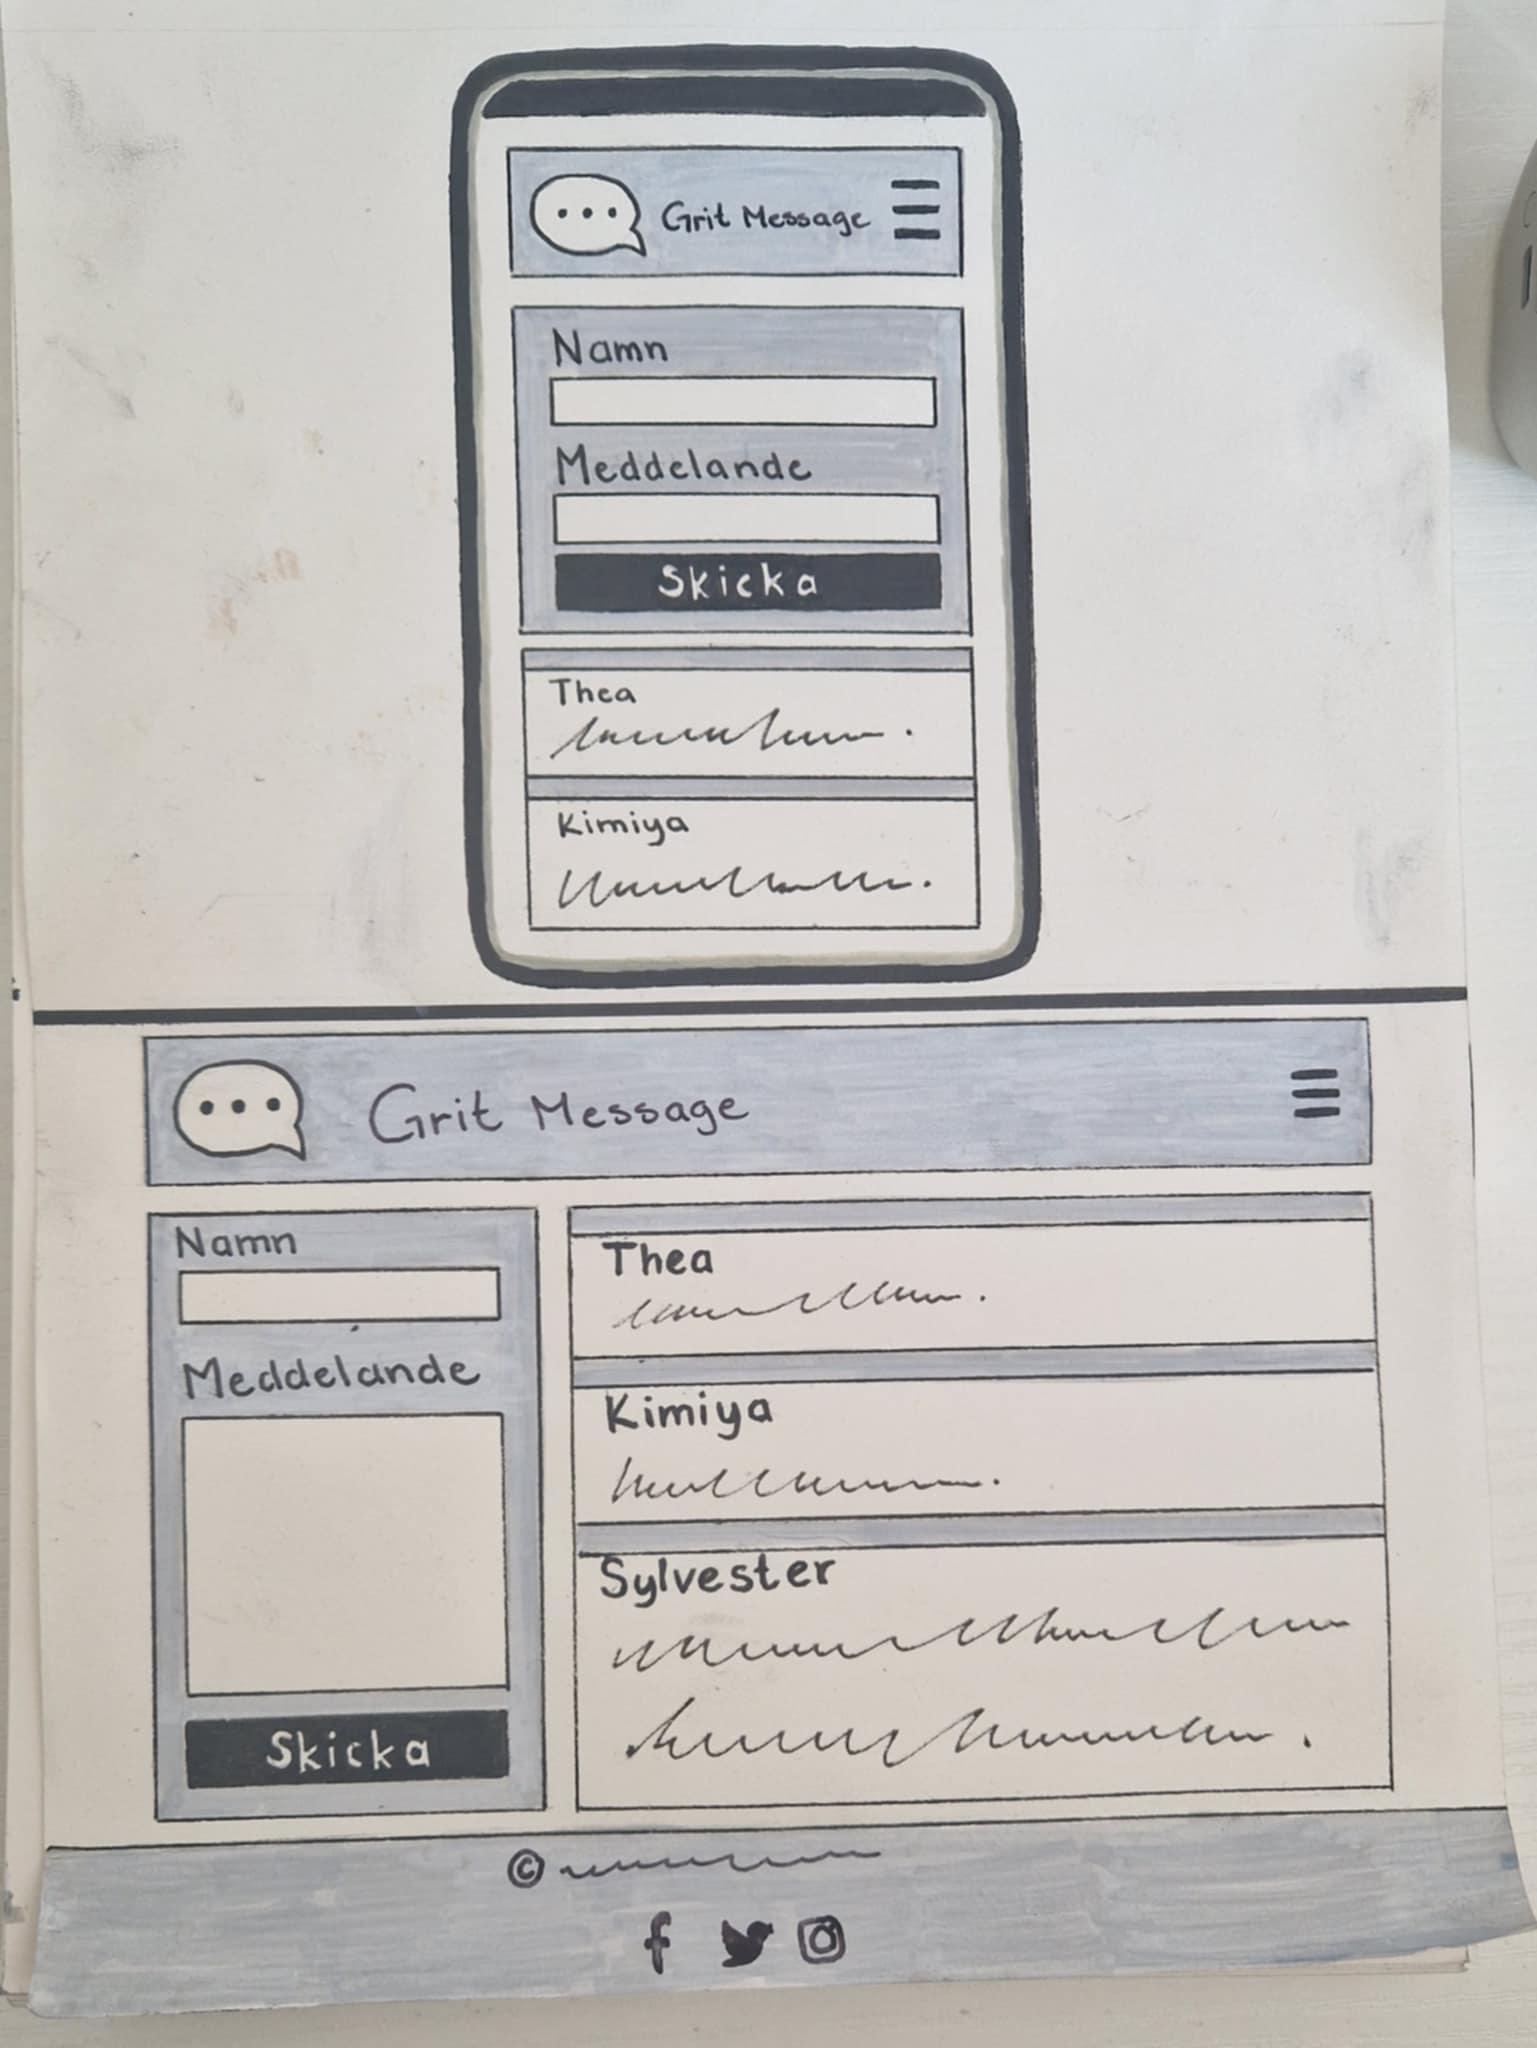 Grit Message
Namn
Meddelande
Skicka
Thea
Kimiya
Grit Message
Namn
Meddelande
Skicka
Thea
Kimiya
Sylvester
©